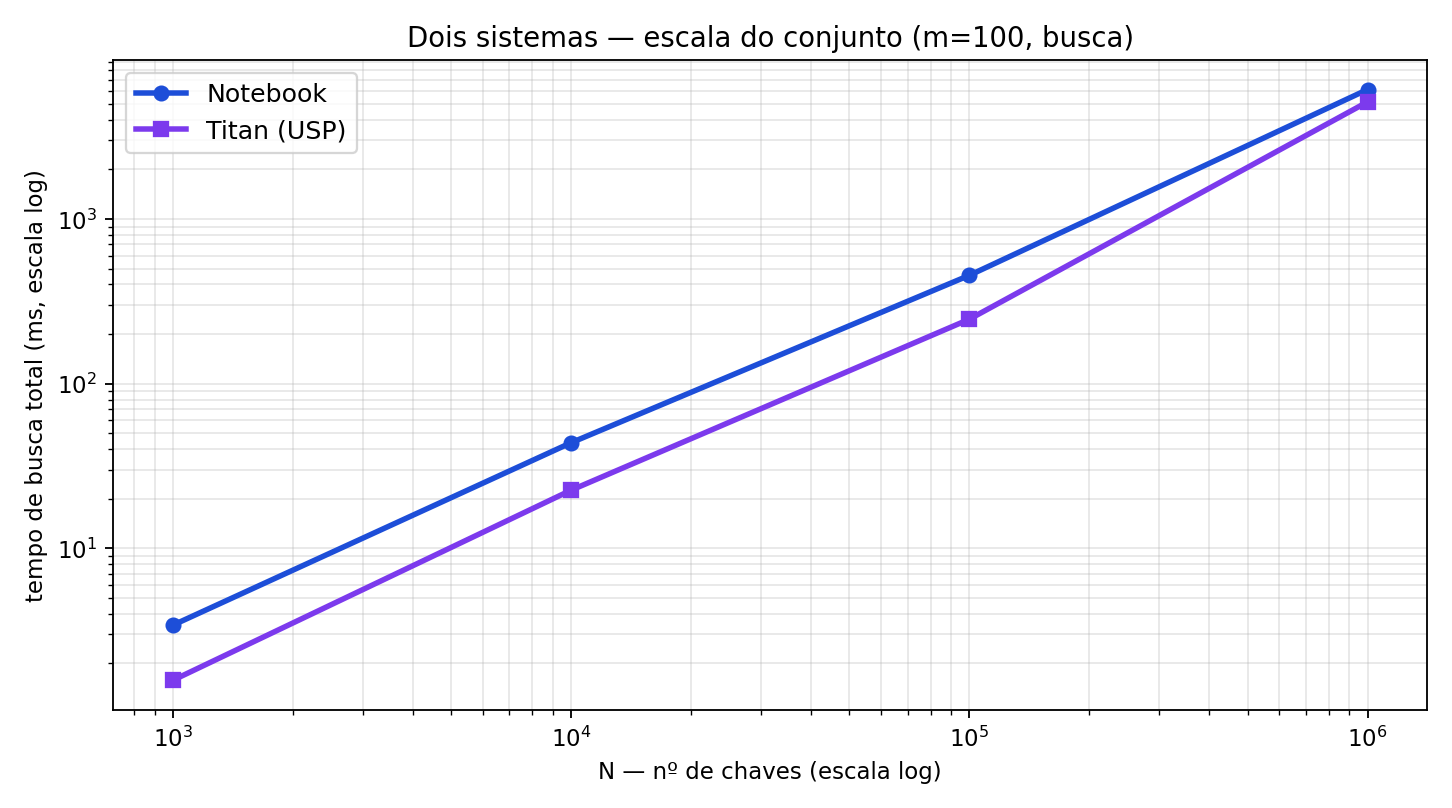 Dois sistemas — escala do conjunto (m=100, busca)
Notebook
Titan (USP)
tempo de busca total (ms, escala log)
10³
10²
10¹
10³
10⁴
10⁵
10⁶
N — nº de chaves (escala log)